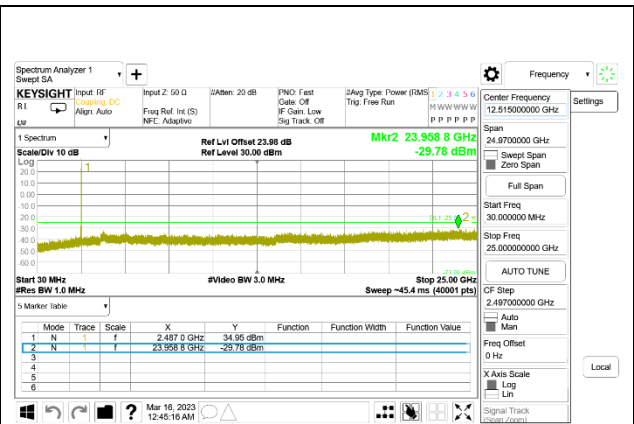 Spectrum Analyzer 1
Swept SA
Frequency
KEYSIGHT
Input: RF
Coupling: DC
Align: Auto
Input Z: 50 Ω
Freq Ref: Int (S)
NFE: Adaptive
#Atten: 20 dB
PNO: Fast
Gate: Off
IF Gain: Low
Sig Track: Off
#Avg Type: Power (RMS
Trig: Free Run
1 2 3 4 5 6
M W W W W W
P P P P P P
RL
Center Frequency
12.515000000 GHz
Settings
Span
24.9700000 GHz
Swept Span
Zero Span
Full Span
Start Freq
30.000000 MHz
Stop Freq
25.000000000 GHz
AUTO TUNE
CF Step
2.497000000 GHz
Auto
Man
Freq Offset
0 Hz
X Axis Scale
Log
Lin
Signal Track
(Span Zoom)
Local
1 Spectrum
Scale/Div 10 dB
Ref Lvl Offset 23.98 dB
Ref Level 30.00 dBm
Mkr2 23.958 8 GHz
-29.78 dBm
Log
20.0
10.0
0.00
-10.0
-20.0
-30.0
-40.0
-50.0
-60.0
1
2
Start 30 MHz
#Res BW 1.0 MHz
#Video BW 3.0 MHz
Stop 25.00 GHz
Sweep ~45.4 ms (40001 pts)
5 Marker Table
Mode Trace Scale X Y Function Function Width Function Value
1 N 1 f 2.487 0 GHz 34.95 dBm
2 N 1 f 23.958 8 GHz -29.78 dBm
3
4
5
6
?
Mar 16, 2023
12:45:16 AM